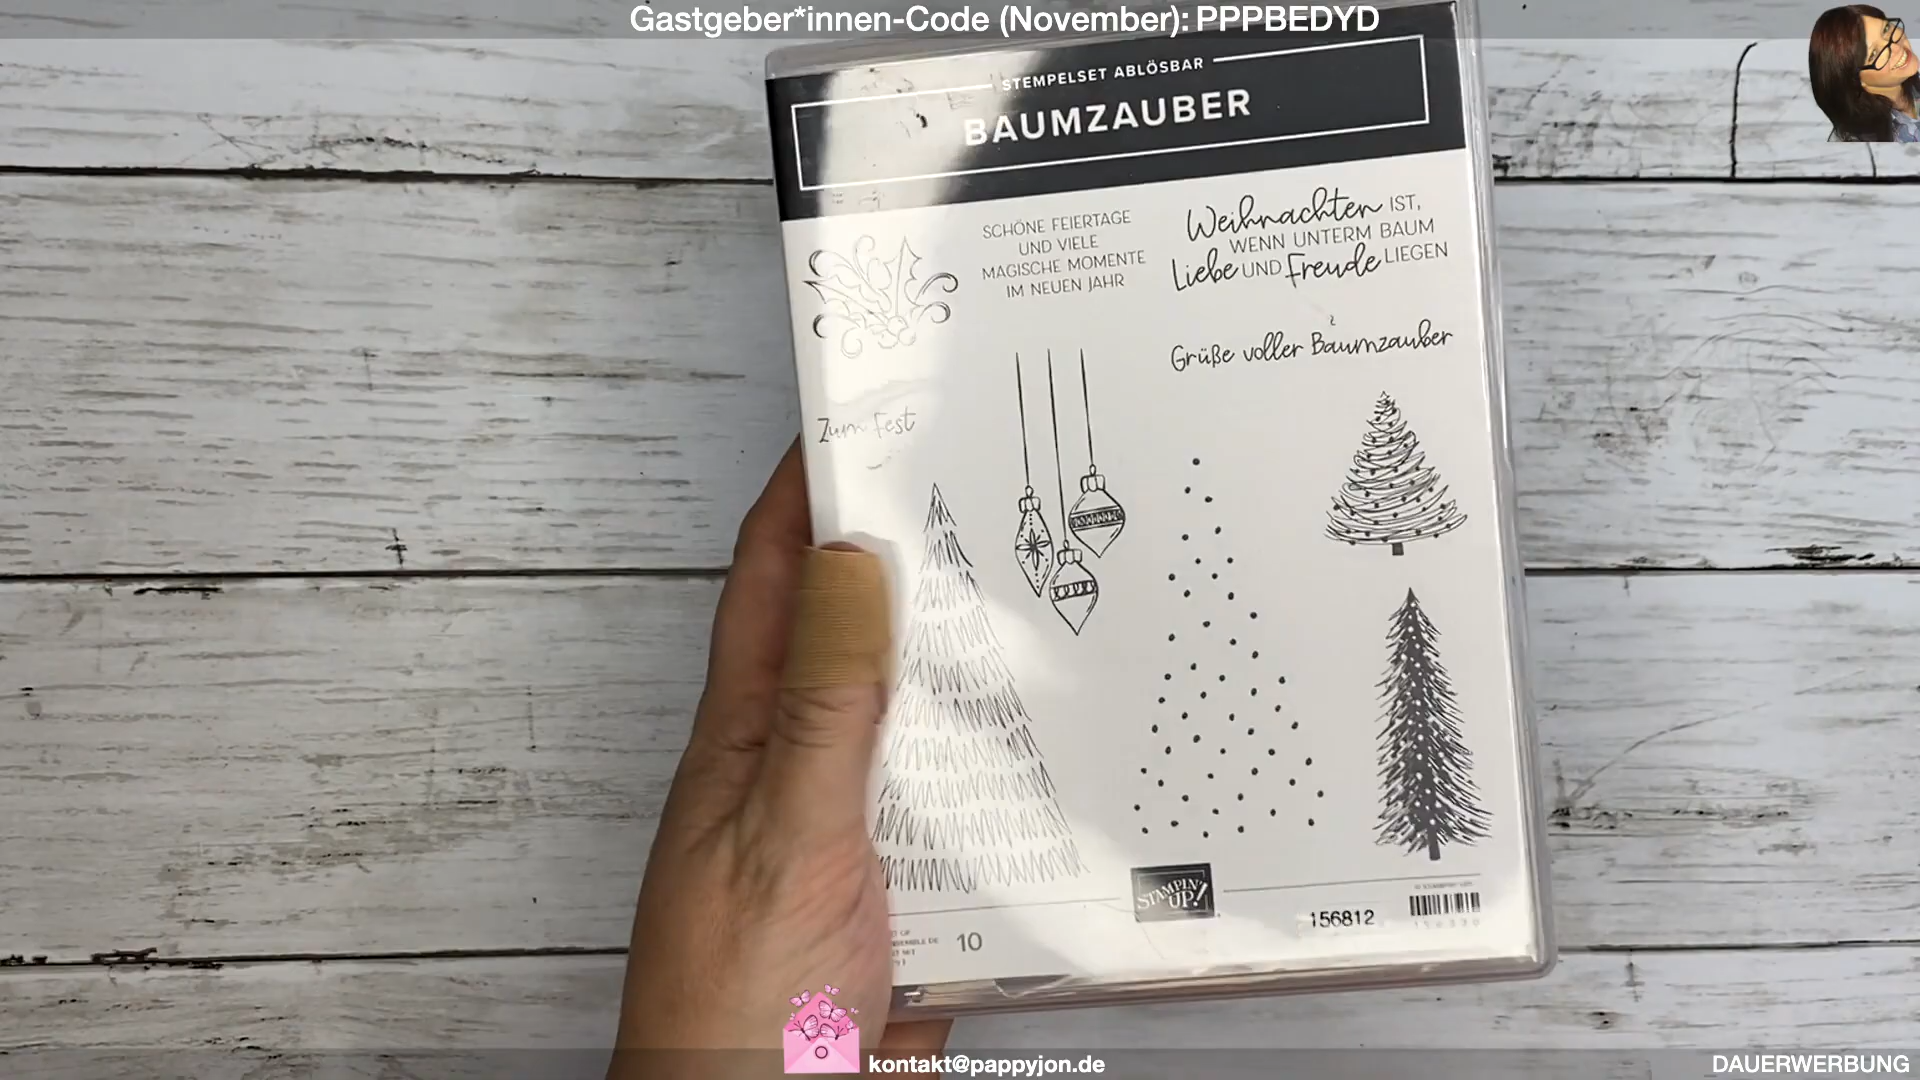 Gastgeber*innen-Code (November): PPPBEDYD
STEMPELSET ABLÖSBAR
BAUMZAUBER
SCHÖNE FEIERTAGE
UND VIELE
MAGISCHE MOMENTE
IM NEUEN JAHR
Weihnachten IST,
WENN UNTERM BAUM
Liebe UND Freude LIEGEN
Grüße voller Baumzauber
Zum Fest
STAMPIN'
UP!
156812
10
kontakt@pappyjon.de
DAUERWERBUNG